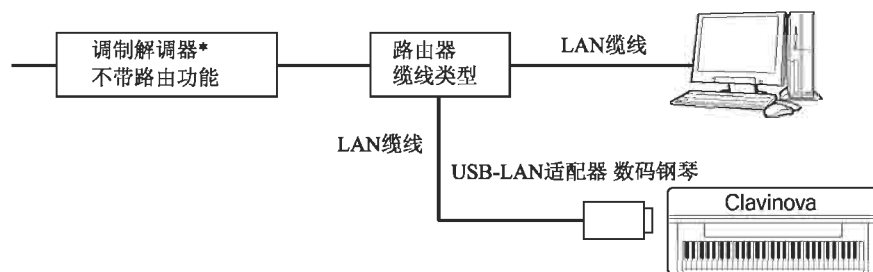 调制解调器*
不带路由功能
路由器
缆线类型
LAN缆线
LAN缆线
USB-LAN适配器 数码钢琴
Clavinova